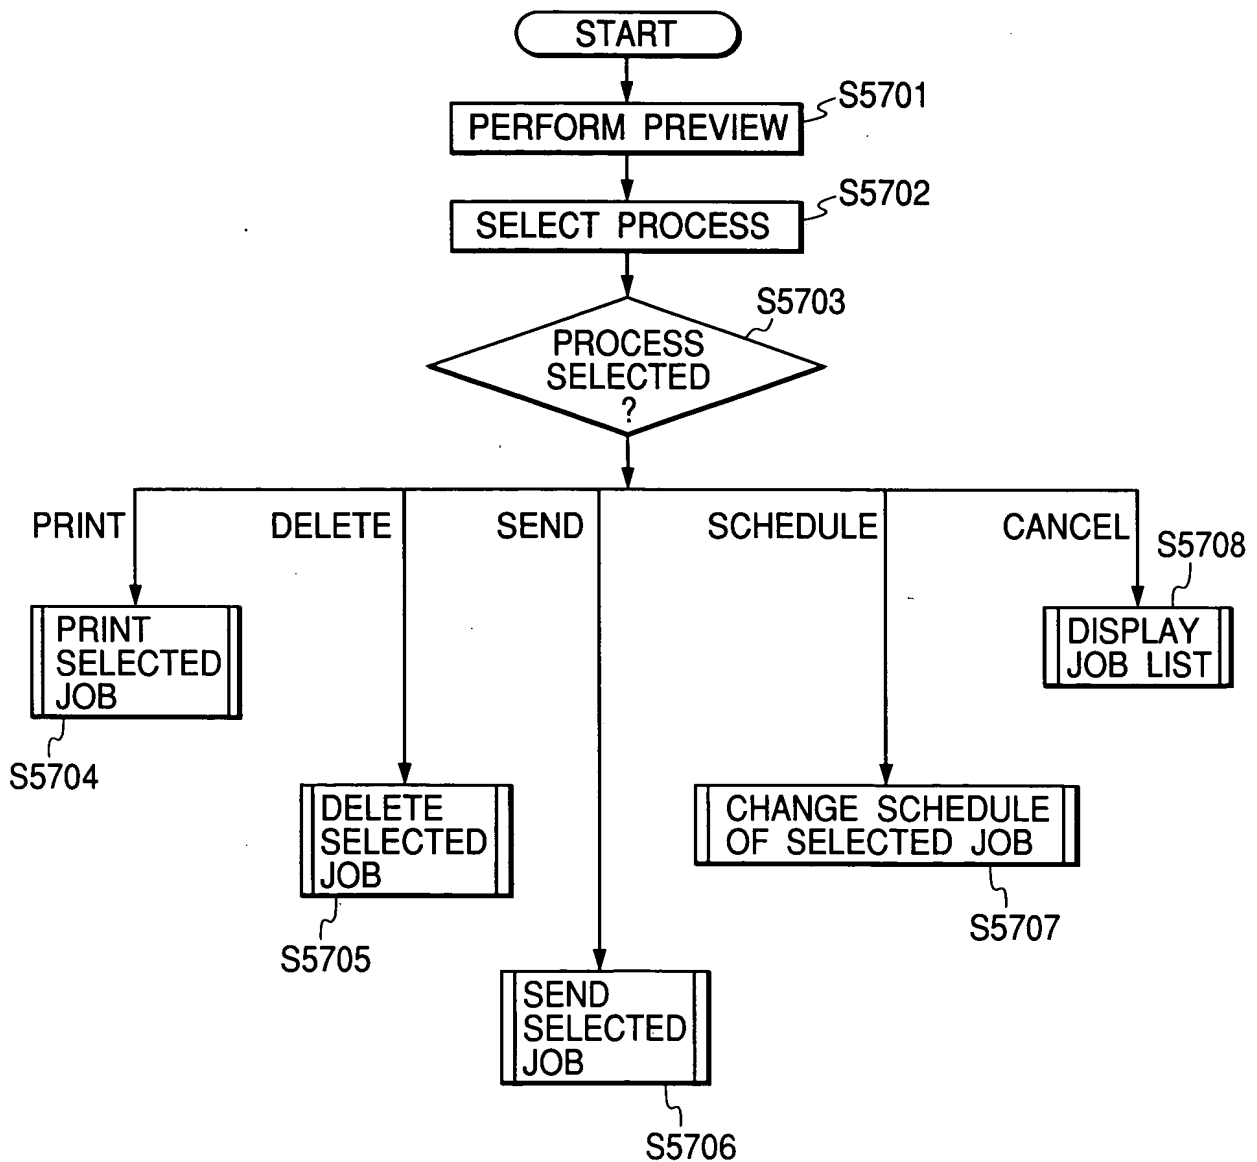 START
S5701
PERFORM PREVIEW
S5702
SELECT PROCESS
S5703
PROCESS
SELECTED
?
PRINT
DELETE
SEND
SCHEDULE
CANCEL
S5708
PRINT
SELECTED
JOB
S5704
DISPLAY
JOB LIST
DELETE
SELECTED
JOB
S5705
CHANGE SCHEDULE
OF SELECTED JOB
S5707
SEND
SELECTED
JOB
S5706